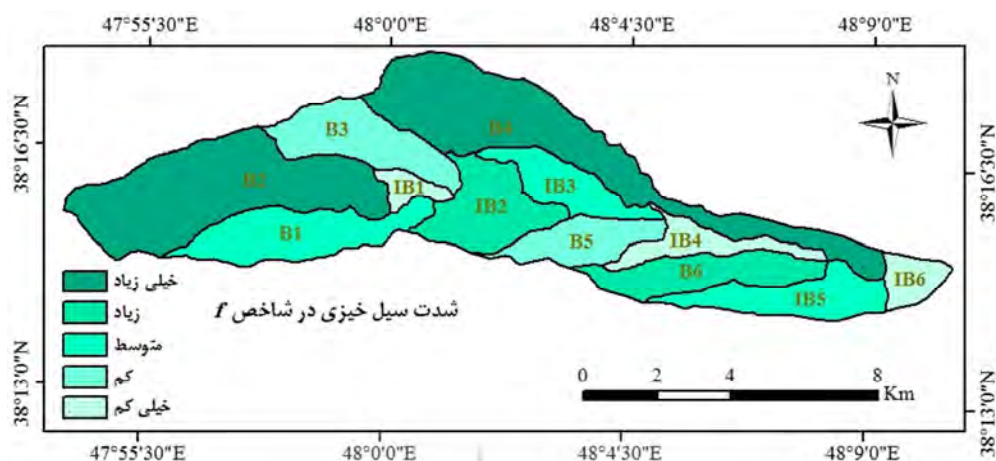 47°55'30"E 48°0'0"E 48°4'30"E 48°9'0"E
N
38°16'30"N
38°16'30"N
B4
B3
B2
IB1
IB3
IB2
B1
B5
IB4
B6
IB6
IB5
خیلی زیاد
زیاد
متوسط
کم
خیلی کم
شدت سیل خیزی در شاخص f
0 2 4 8
Km
38°13'0"N
38°13'0"N
47°55'30"E 48°0'0"E 48°4'30"E 48°9'0"E